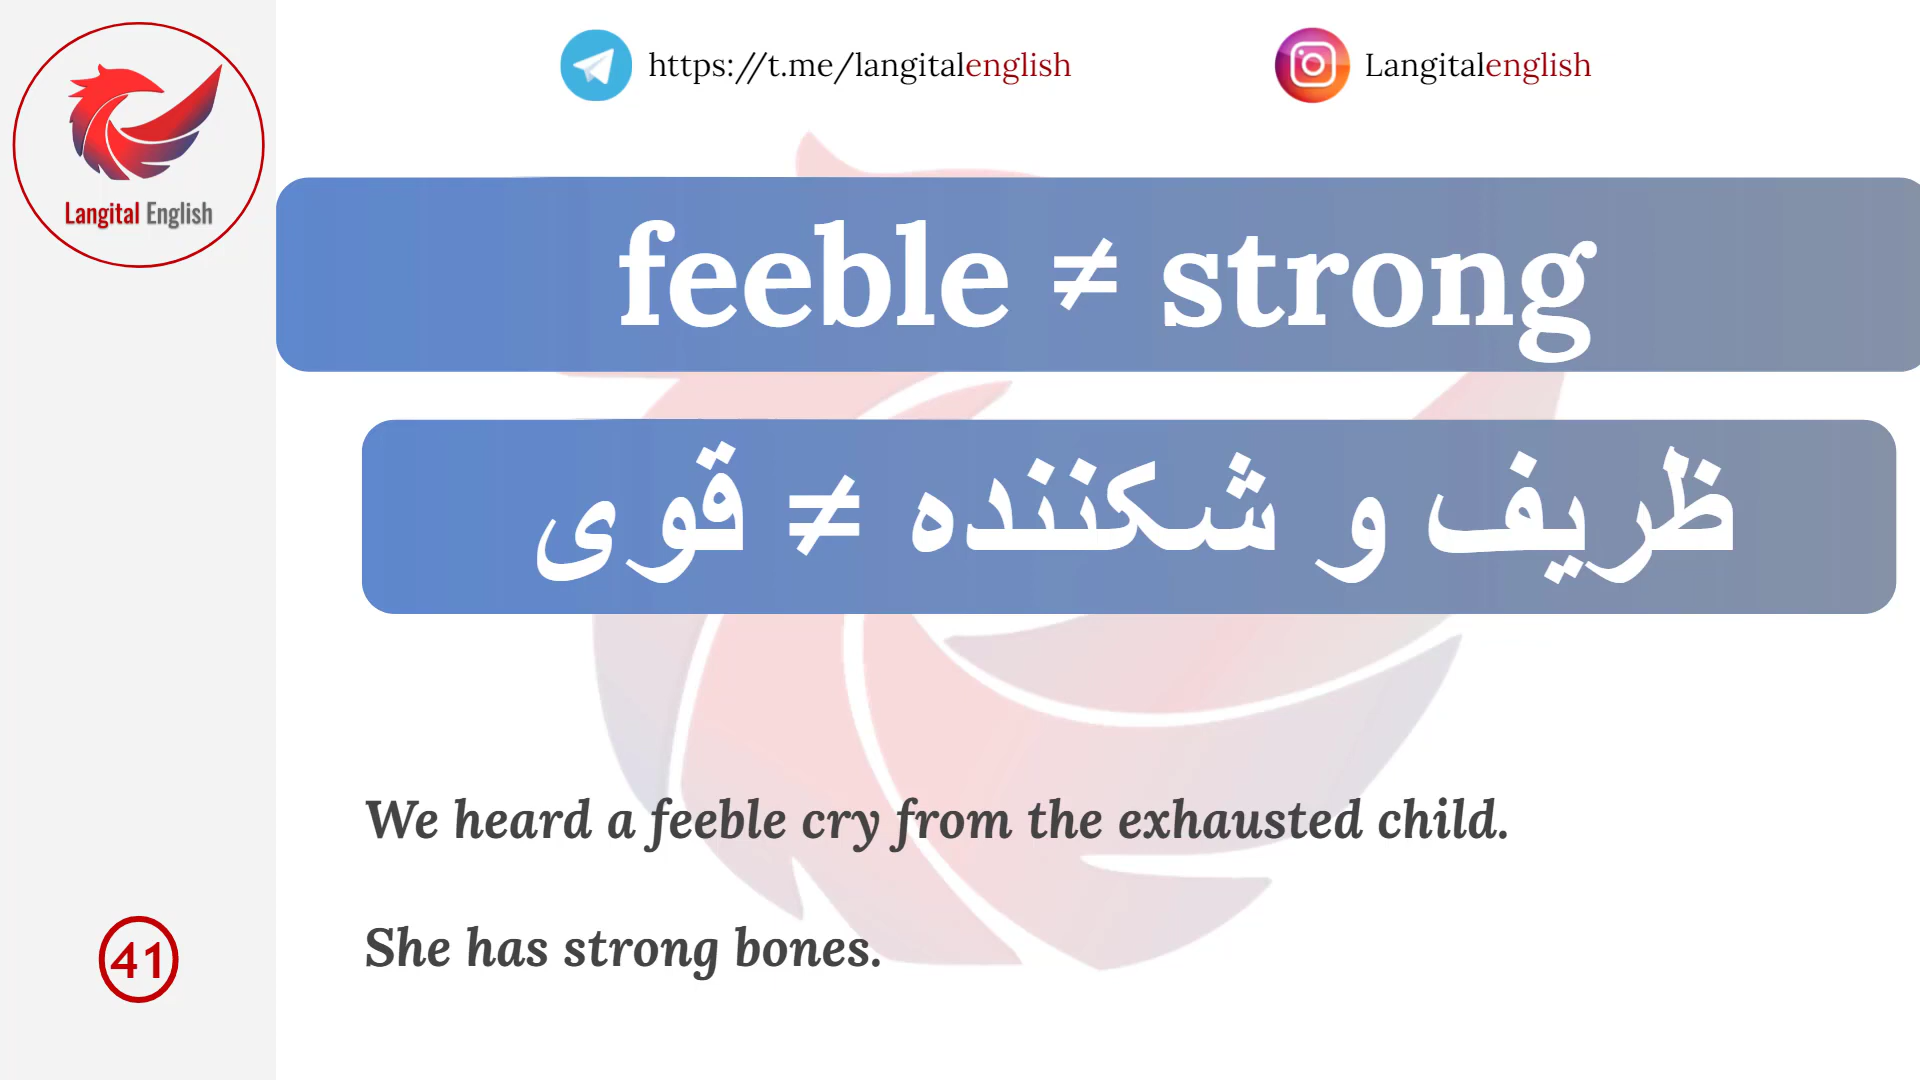 Langital English
https://t.me/langitalenglish
Langitalenglish
feeble ≠ strong
ظریف و شکننده ≠ قوی
We heard a feeble cry from the exhausted child.
She has strong bones.
41